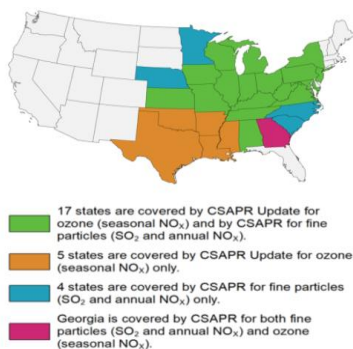 17 states are covered by CSAPR Update for
ozone (seasonal NOₓ) and by CSAPR for fine
particles (SO₂ and annual NOₓ).
5 states are covered by CSAPR Update for ozone
(seasonal NOₓ) only.
4 states are covered by CSAPR for fine particles
(SO₂ and annual NOₓ) only.
Georgia is covered by CSAPR for both fine
particles (SO₂ and annual NOₓ) and ozone
(seasonal NOₓ).